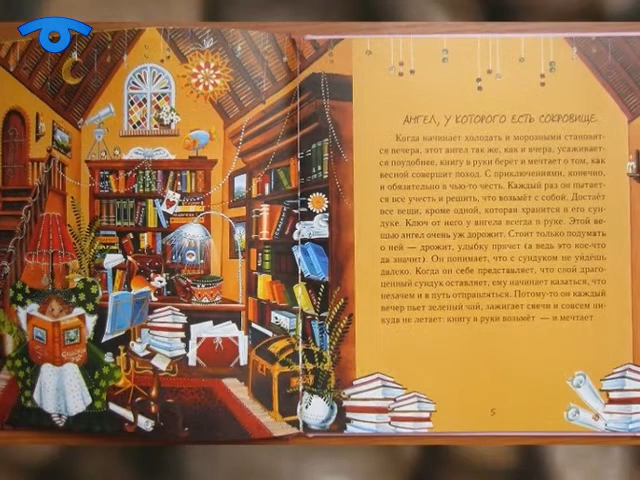 АНГЕЛ, У КОТОРОГО ЕСТЬ СОКРОВИЩЕ.
Когда начинает холодать и морозными становят-
ся вечера, этот ангел так же, как и вчера, усажива-
ется поудобнее, книгу в руки берёт и мечтает о том, как
весной совершит поход. С приключениями, конечно,
и обязательно в чью-то честь. Каждый раз он пытает-
ся всё учесть и решить, что возьмёт с собой. Достаёт
все вещи, кроме одной, которая хранится в его сун-
дуке. Ключ от него у ангела всегда в руке. Этой ве-
щью ангел очень уж дорожит. Стоит только подумать
о ней — дрожит, улыбку прячет (а ведь это кое-что
да значит). Он понимает, что с сундуком не уйдёшь
далеко. Когда он себе представляет, что свой драго-
ценный сундук оставляет, ему начинает казаться, что
незачем и в путь отправляться. Потому-то он каждый
вечер пьет зеленый чай, зажигает свечи и совсем ни-
куда не летает: книгу в руки возьмёт — и мечтает
5